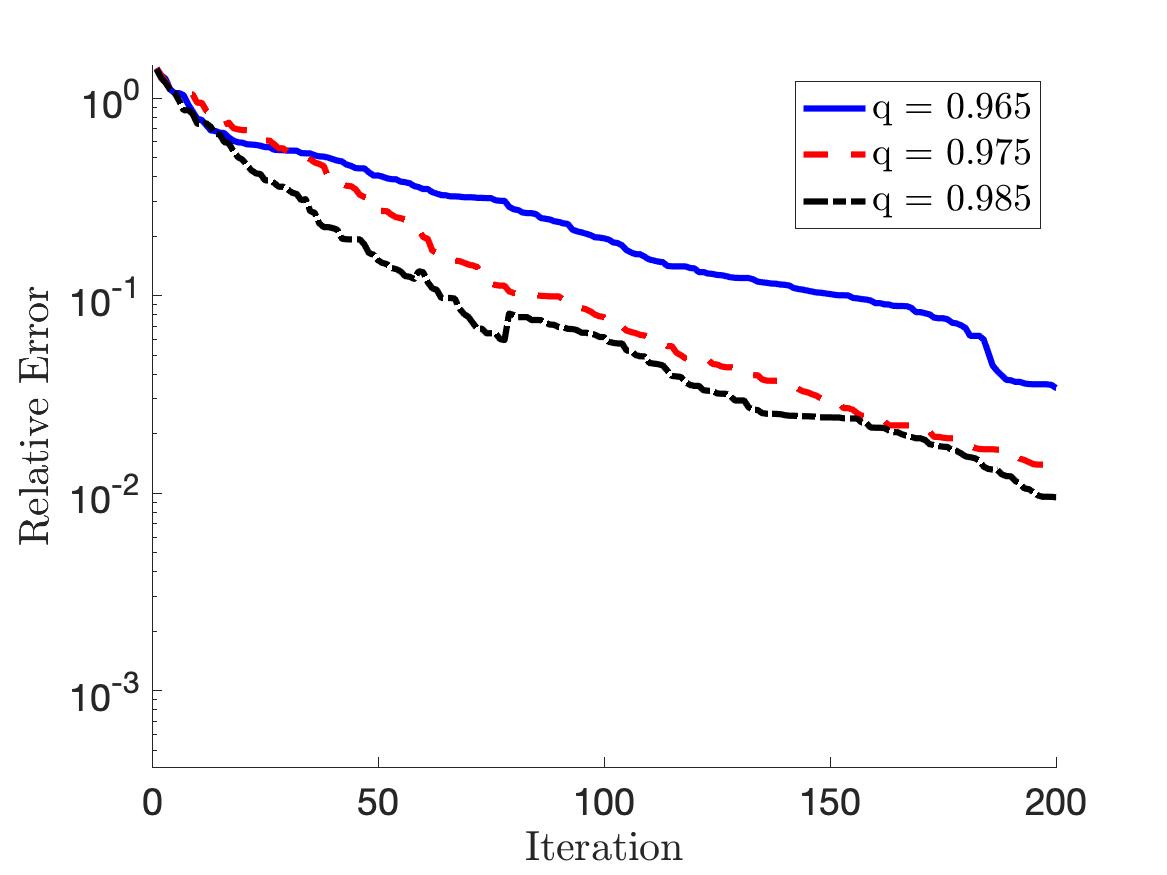 10^0
10^-1
10^-2
10^-3
Relative Error
0 50 100 150 200
Iteration
q = 0.965
q = 0.975
q = 0.985